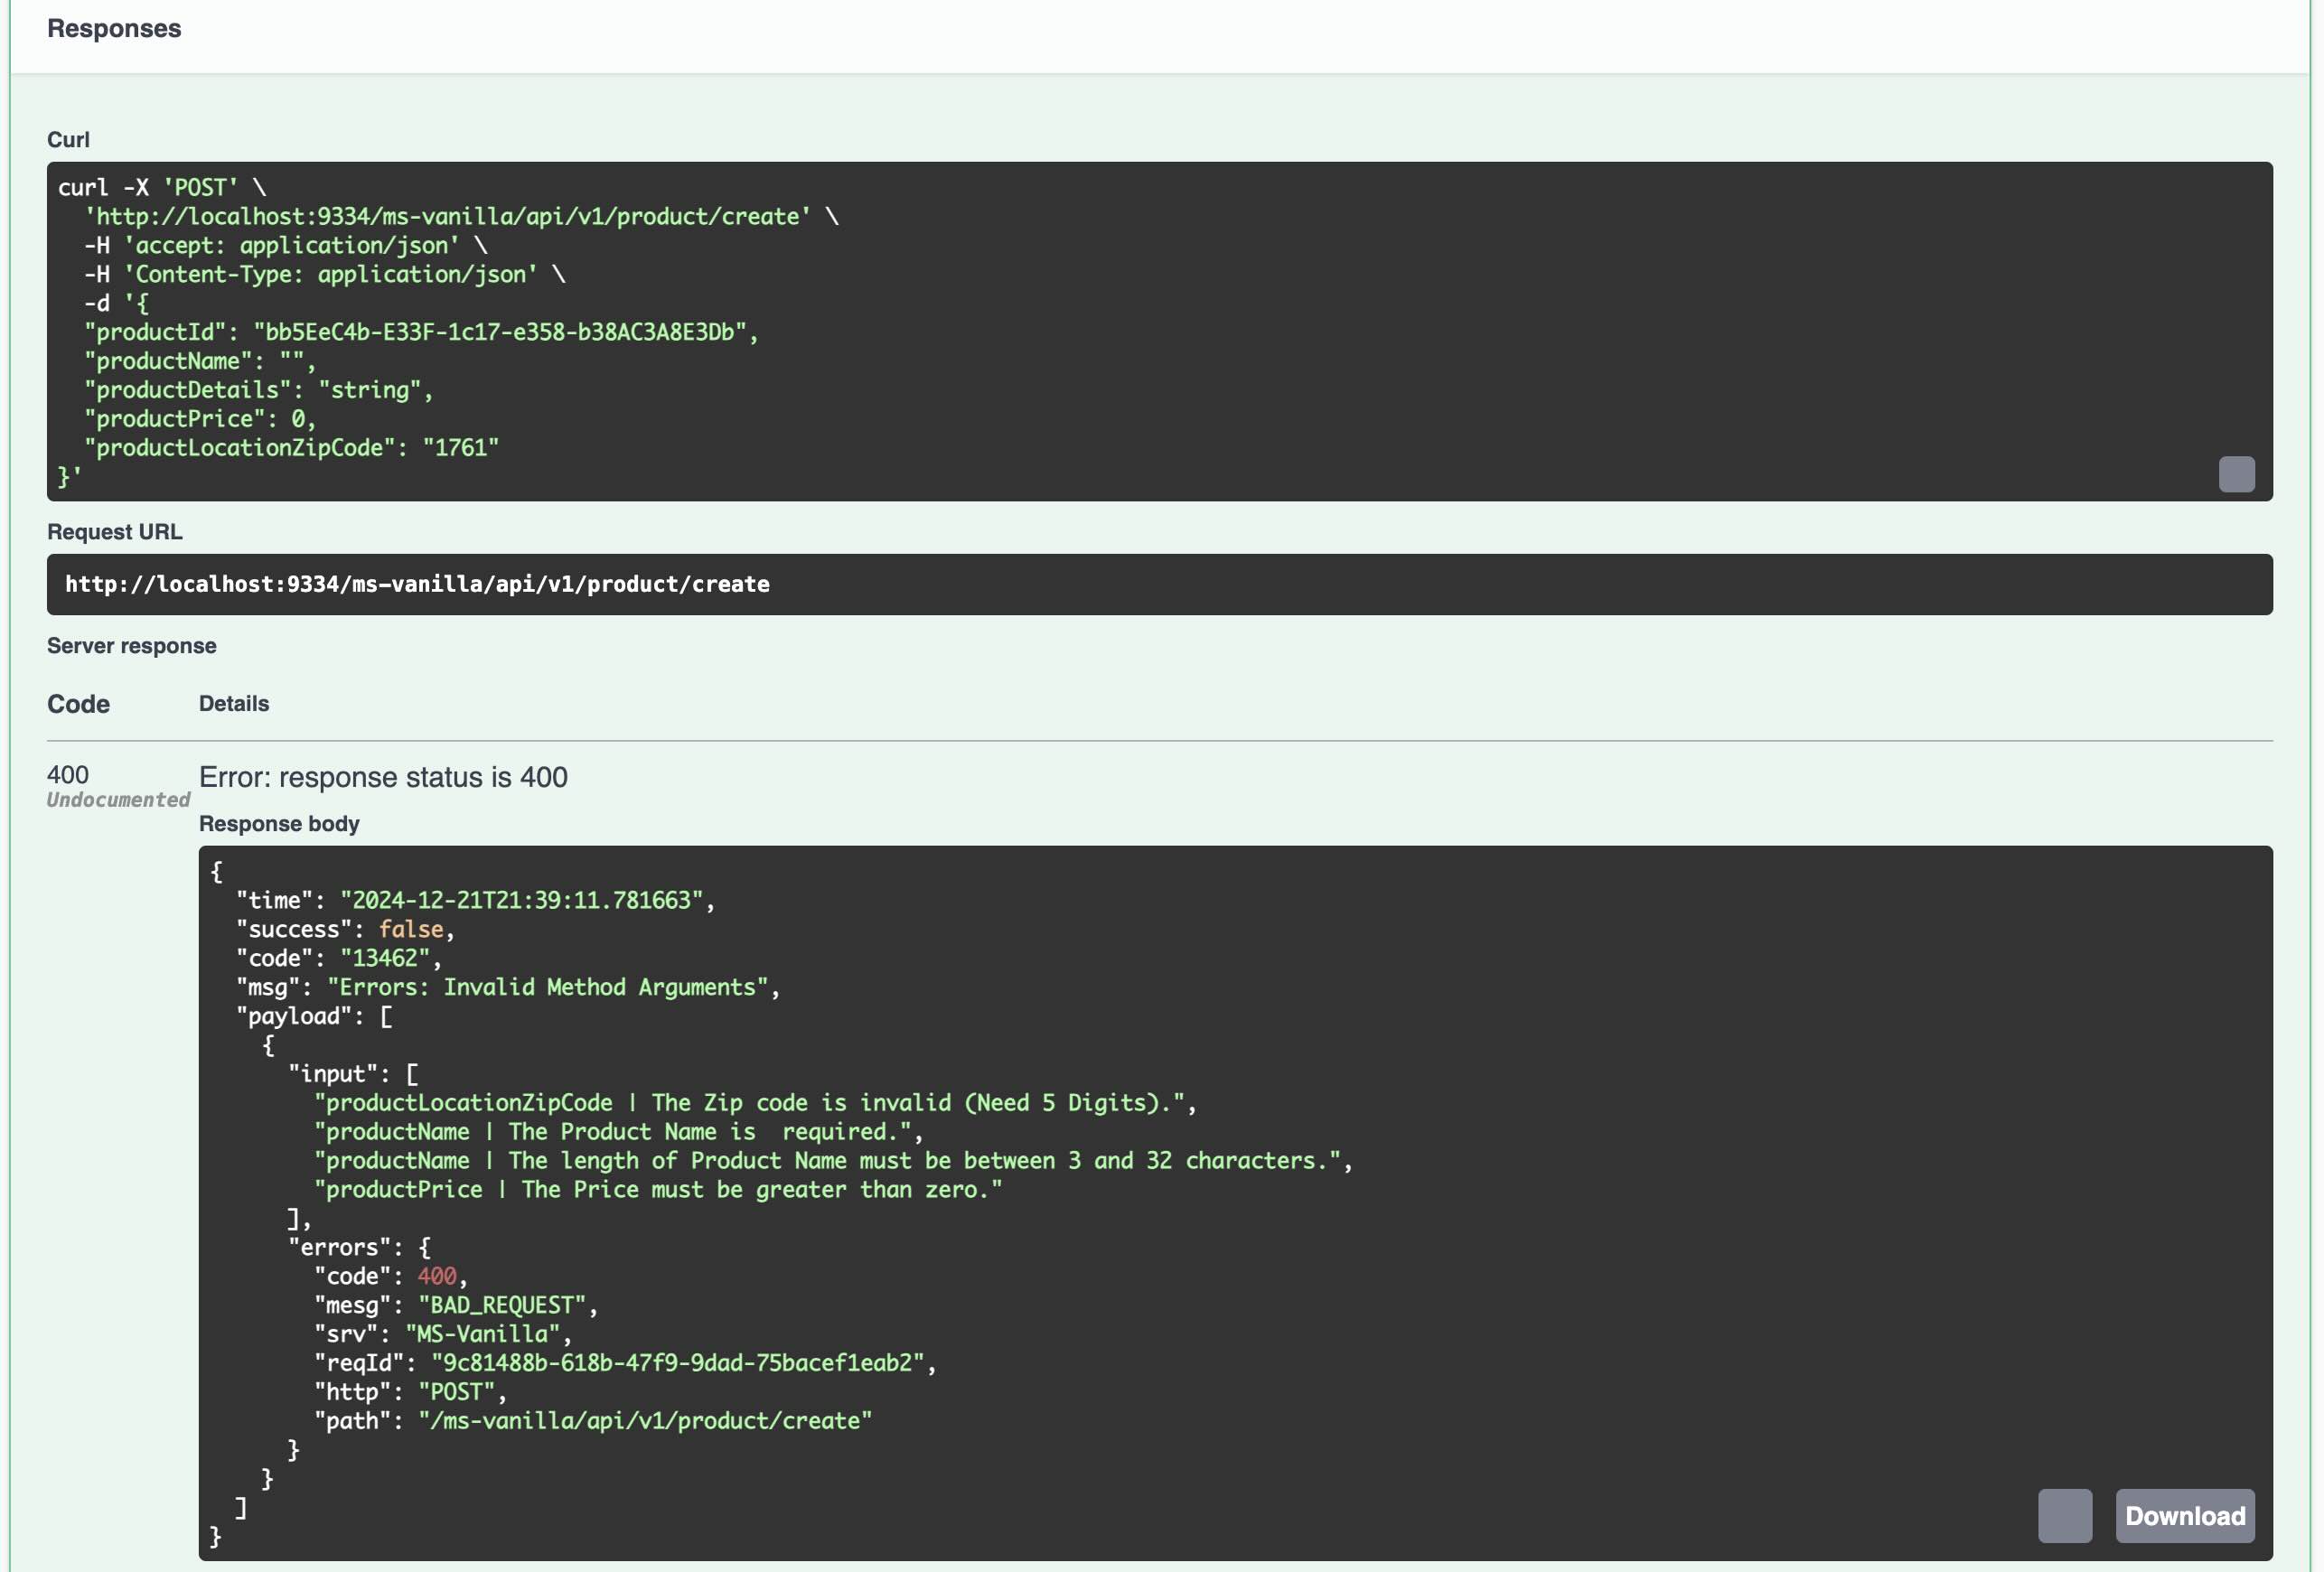 Responses
Curl
curl -X 'POST' \
  'http://localhost:9334/ms-vanilla/api/v1/product/create' \
  -H 'accept: application/json' \
  -H 'Content-Type: application/json' \
  -d '{
  "productId": "bb5EeC4b-E33F-1c17-e358-b38AC3A8E3Db",
  "productName": "",
  "productDetails": "string",
  "productPrice": 0,
  "productLocationZipCode": "1761"
}'
Request URL
http://localhost:9334/ms-vanilla/api/v1/product/create
Server response
Code Details
400 Error: response status is 400
Undocumented
Response body
{
  "time": "2024-12-21T21:39:11.781663",
  "success": false,
  "code": "13462",
  "msg": "Errors: Invalid Method Arguments",
  "payload": [
    {
      "input": [
        "productLocationZipCode | The Zip code is invalid (Need 5 Digits).",
        "productName | The Product Name is  required.",
        "productName | The length of Product Name must be between 3 and 32 characters.",
        "productPrice | The Price must be greater than zero."
      ],
      "errors": {
        "code": 400,
        "mesg": "BAD_REQUEST",
        "srv": "MS-Vanilla",
        "reqId": "9c81488b-618b-47f9-9dad-75bacef1eab2",
        "http": "POST",
        "path": "/ms-vanilla/api/v1/product/create"
      }
    }
  ]
}
Download